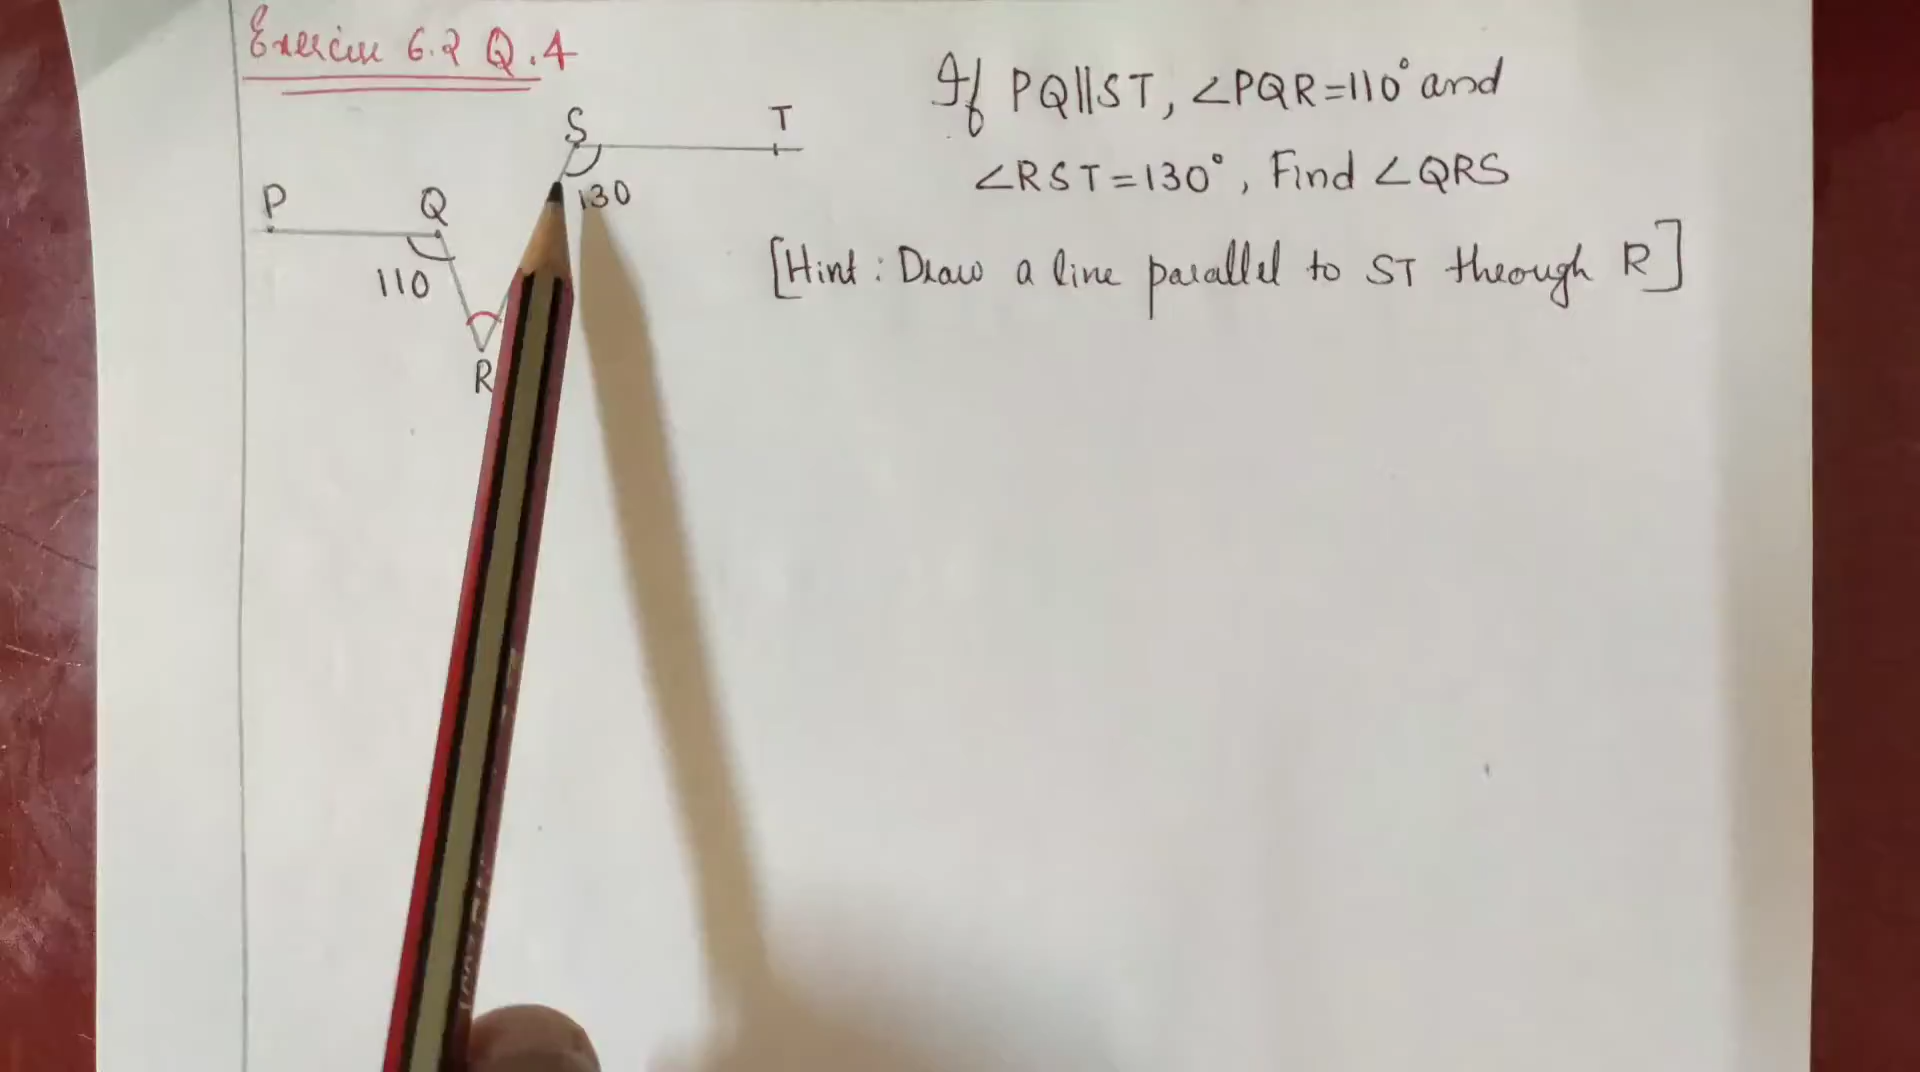 Exercise 6.2 Q.4
If PQ||ST, ∠PQR=110° and
∠RST=130°, Find ∠QRS
[Hint: Draw a line parallel to ST through R]
S
T
130
P
Q
110
R